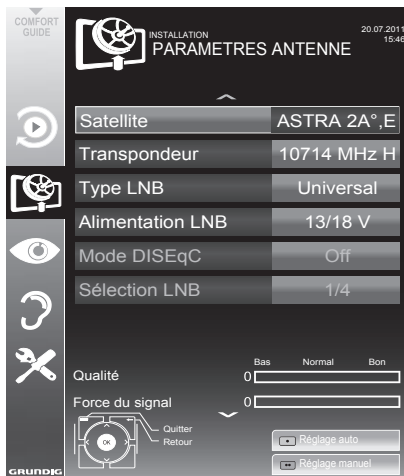 COMFORT
GUIDE
INSTALLATION
PARAMETRES ANTENNE
20.07.2011
15:46
Satellite ASTRA 2A°,E
Transpondeur 10714 MHz H
Type LNB Universal
Alimentation LNB 13/18 V
Mode DISEqC Off
Sélection LNB 1/4
Bas Normal Bon
Qualité 0
Force du signal 0
Quitter
Retour
OK
Réglage auto
Réglage manuel
GRUNDIG